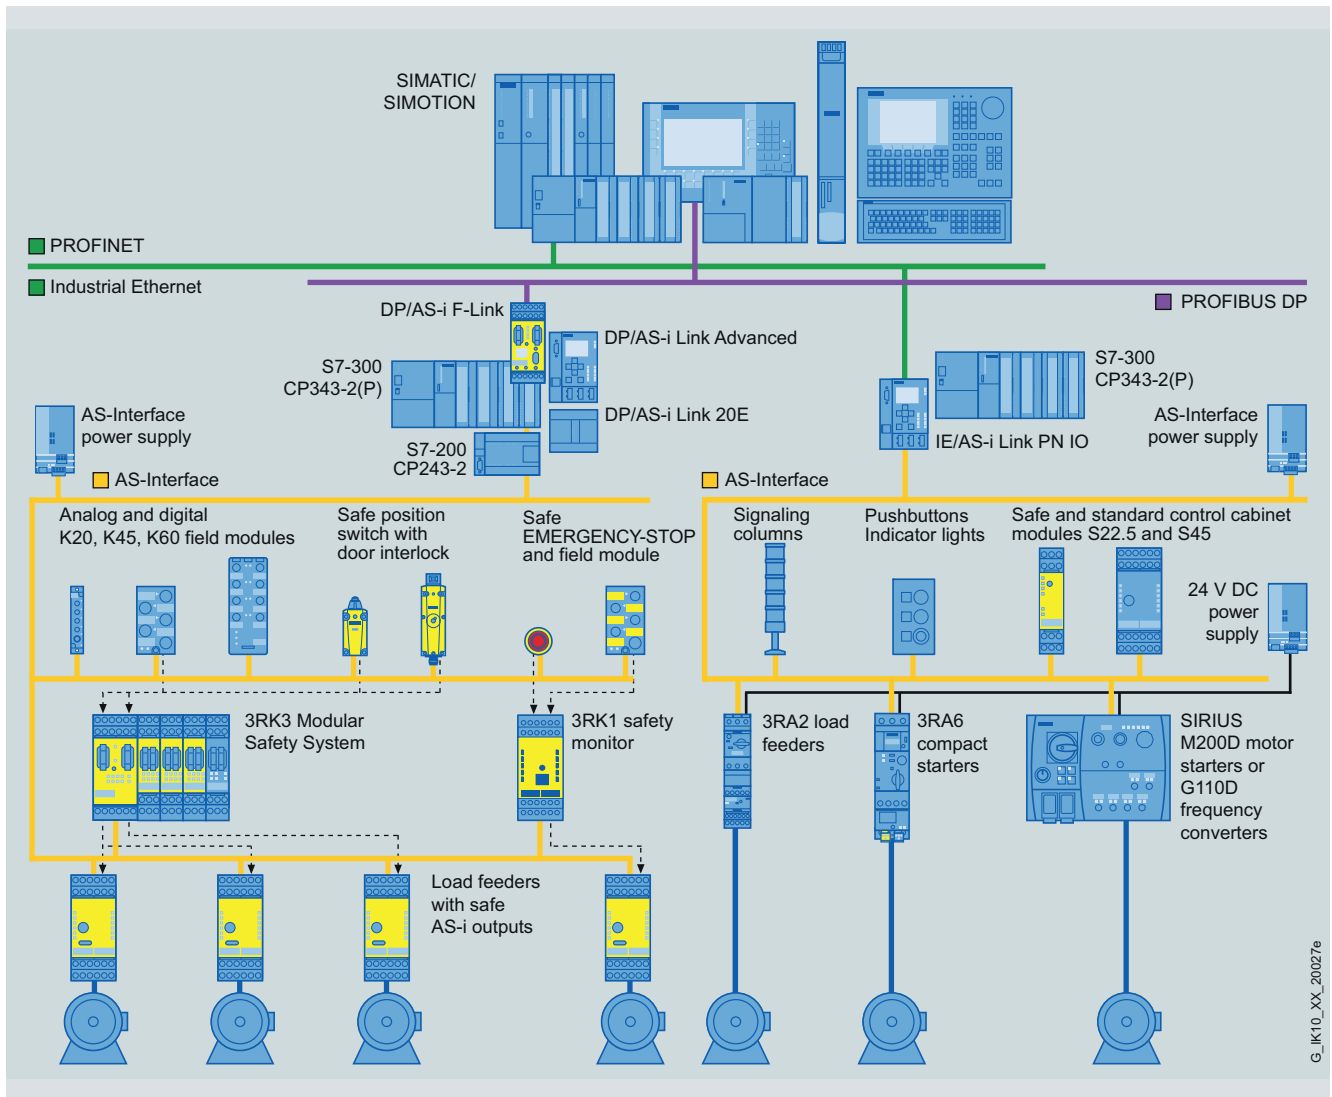 SIMATIC/
SIMOTION
PROFINET
Industrial Ethernet
PROFIBUS DP
DP/AS-i F-Link
DP/AS-i Link Advanced
S7-300
CP343-2(P)
S7-300
CP343-2(P)
DP/AS-i Link 20E
AS-Interface
power supply
S7-200
CP243-2
IE/AS-i Link PN IO
AS-Interface
power supply
AS-Interface
AS-Interface
Analog and digital
K20, K45, K60 field modules
Safe position
switch with
door interlock
Safe
EMERGENCY-STOP
and field module
Signaling
columns
Pushbuttons
Indicator lights
Safe and standard control cabinet
modules S22.5 and S45
24 V DC
power
supply
3RK3 Modular
Safety System
3RK1 safety
monitor
3RA2 load
feeders
3RA6
compact
starters
SIRIUS
M200D motor
starters or
G110D
frequency
converters
Load feeders
with safe
AS-i outputs
G_IK10_XX_20027e